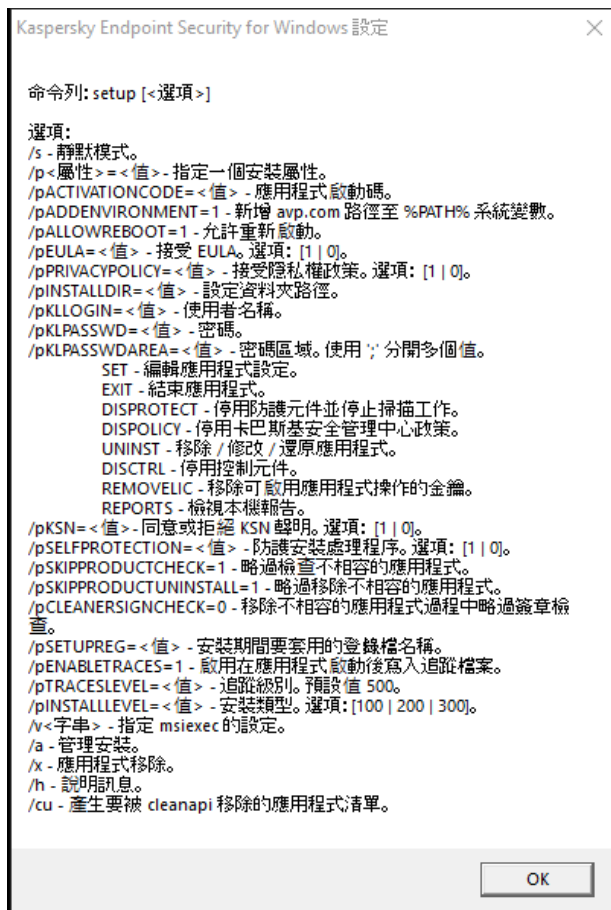 Kaspersky Endpoint Security for Windows 設定
命令列: setup [<選項>]
選項:
/s - 靜默模式。
/p<屬性>=<值> - 指定一個安裝屬性。
/pACTIVATIONCODE=<值> - 應用程式啟動碼。
/pADDENVIRONMENT=1 - 新增 avp.com 路徑至 %PATH% 系統變數。
/pALLOWREBOOT=1 - 允許重新啟動。
/pEULA=<值> - 接受 EULA。選項: [1 | 0]。
/pPRIVACYPOLICY=<值> - 接受隱私權政策。選項: [1 | 0]。
/pINSTALLDIR=<值> - 設定資料夾路徑。
/pKLLOGIN=<值> - 使用者名稱。
/pKLPASSWD=<值> - 密碼。
/pKLPASSWDAREA=<值> - 密碼區域。使用 ';' 分開多個值。
SET - 編輯應用程式設定。
EXIT - 結束應用程式。
DISPROTECT - 停用防護元件並停止掃描工作。
DISPOLICY - 停用卡巴斯基安全管理中心政策。
UNINST - 移除 / 修改 / 還原應用程式。
DISCTRL - 停用控制元件。
REMOVELIC - 移除可啟用應用程式操作的金鑰。
REPORTS - 檢視本機報告。
/pKSN=<值> - 同意或拒絕 KSN 聲明。選項: [1 | 0]。
/pSELFPROTECTION=<值> - 防護安裝處理程序。選項: [1 | 0]。
/pSKIPPRODUCTCHECK=1 - 略過檢查不相容的應用程式。
/pSKIPPRODUCTUNINSTALL=1 - 略過移除不相容的應用程式。
/pCLEANERSIGNCHECK=0 - 移除不相容的應用程式過程中略過簽章檢
查。
/pSETUPREG=<值> - 安裝期間要套用的登錄檔名稱。
/pENABLETRACES=1 - 啟用在應用程式啟動後寫入追蹤檔案。
/pTRACESLEVEL=<值> - 追蹤級別。預設值 500。
/pINSTALLLEVEL=<值> - 安裝類型。選項: [100 | 200 | 300]。
/v<字串> - 指定 msiexec 的設定。
/a - 管理安裝。
/x - 應用程式移除。
/h - 說明訊息。
/cu - 產生要被 cleanapi 移除的應用程式清單。
OK